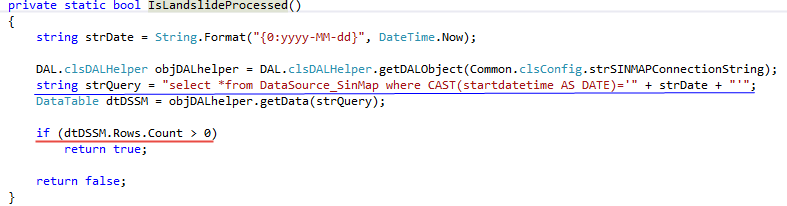 private static bool IsLandslideProcessed()
{
string strDate = String.Format("{0:yyyy-MM-dd}", DateTime.Now);
DAL.clsDALHelper objDALhelper = DAL.clsDALHelper.getDALObject(Common.clsConfig.strSINMAPConnectionString);
string strQuery = "select *from DataSource_SinMap where CAST(startdatetime AS DATE)='" + strDate + "'";
DataTable dtDSSM = objDALhelper.getData(strQuery);
if (dtDSSM.Rows.Count > 0)
return true;
return false;
}